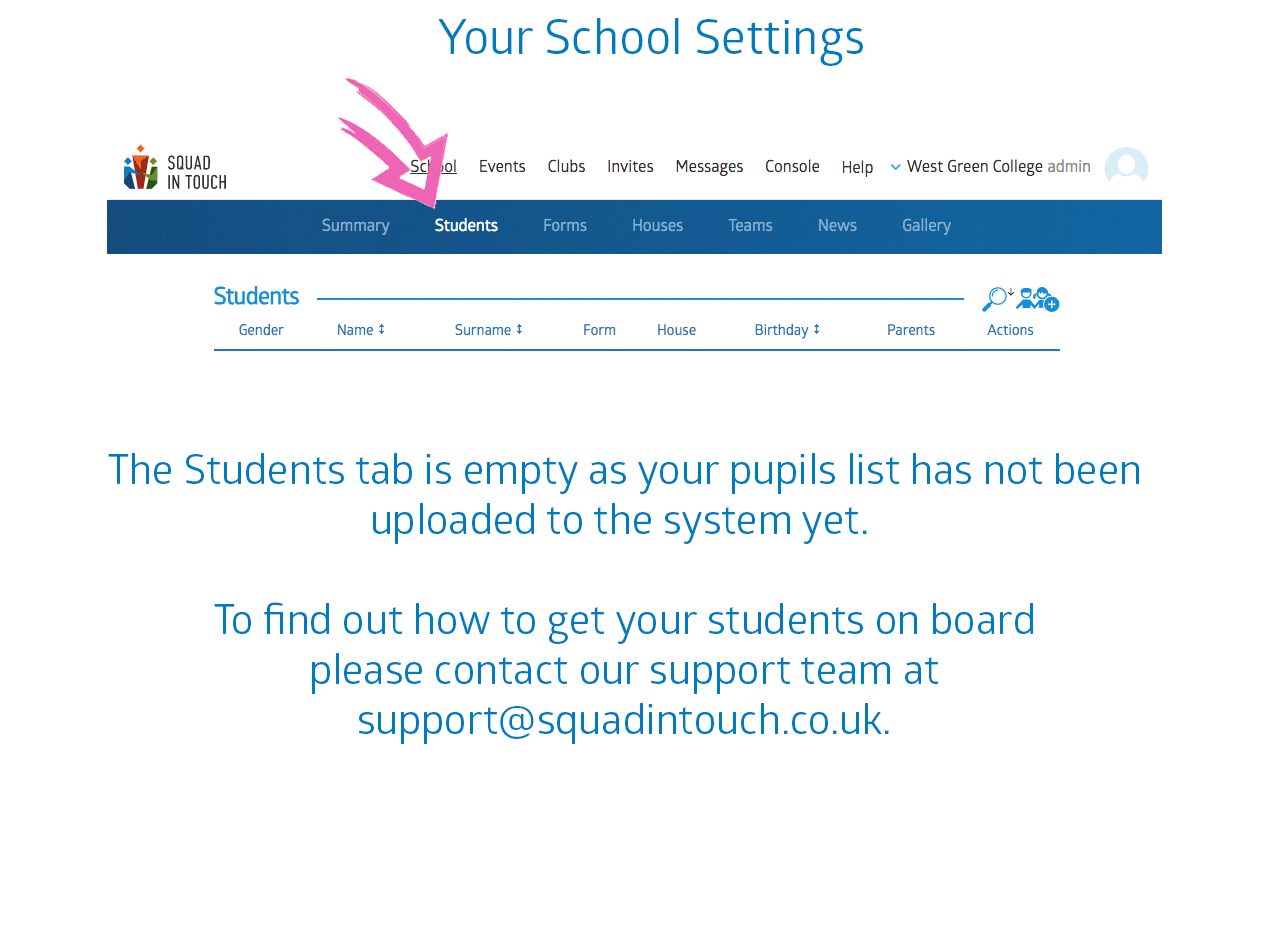 Your School Settings
SQUAD
IN TOUCH
School Events Clubs Invites Messages Console Help West Green College admin
Summary Students Forms Houses Teams News Gallery
Students
Gender Name Surname Form House Birthday Parents Actions
The Students tab is empty as your pupils list has not been
uploaded to the system yet.
To find out how to get your students on board
please contact our support team at
support@squadintouch.co.uk.